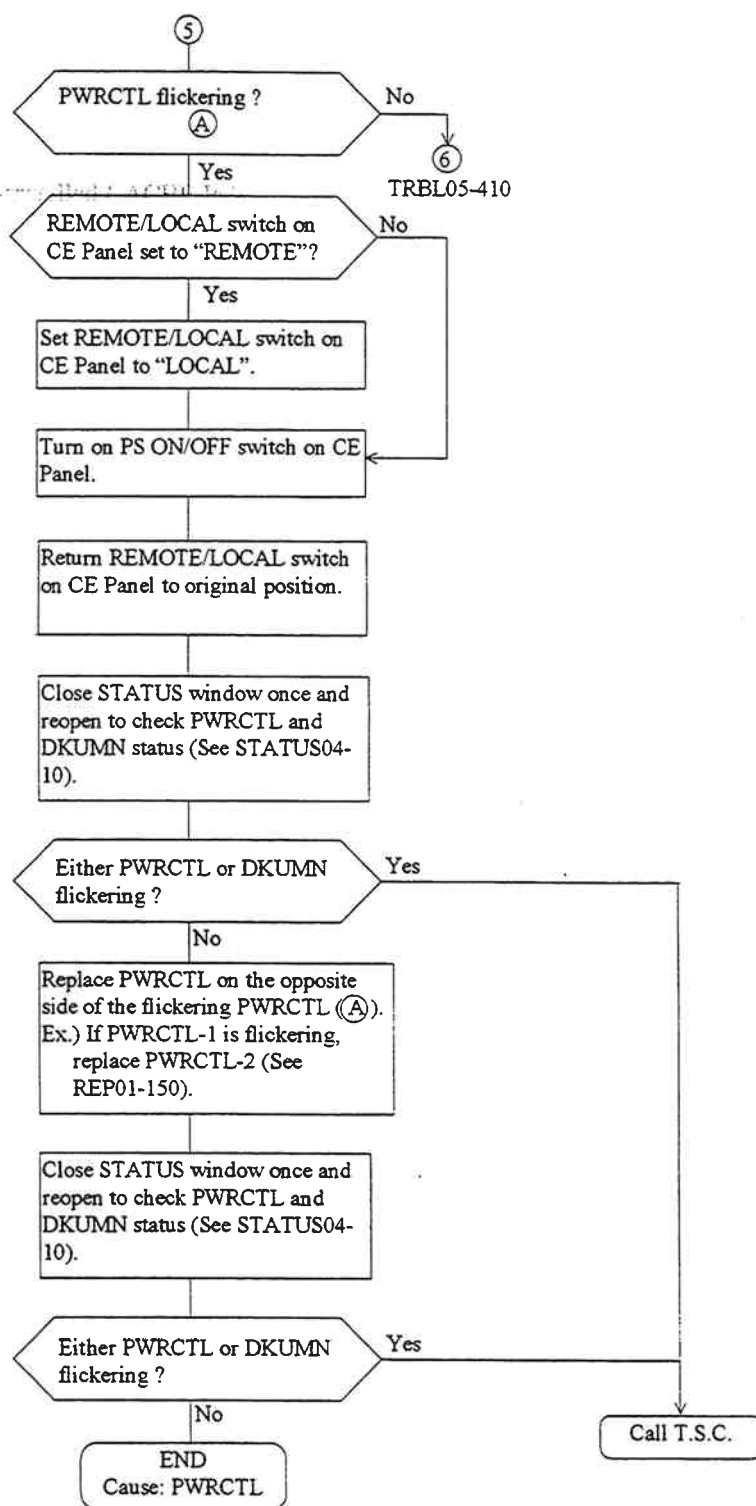 5
PWRCTL flickering ?
A
No
6
TRBL05-410
Yes
REMOTE/LOCAL switch on
CE Panel set to “REMOTE”?
No
Yes
Set REMOTE/LOCAL switch on
CE Panel to “LOCAL”.
Turn on PS ON/OFF switch on CE
Panel.
Return REMOTE/LOCAL switch
on CE Panel to original position.
Close STATUS window once and
reopen to check PWRCTL and
DKUMN status (See STATUS04-
10).
Either PWRCTL or DKUMN
flickering ?
Yes
No
Replace PWRCTL on the opposite
side of the flickering PWRCTL (A).
Ex.) If PWRCTL-1 is flickering,
replace PWRCTL-2 (See
REP01-150).
Close STATUS window once and
reopen to check PWRCTL and
DKUMN status (See STATUS04-
10).
Either PWRCTL or DKUMN
flickering ?
Yes
No
Call T.S.C.
END
Cause: PWRCTL